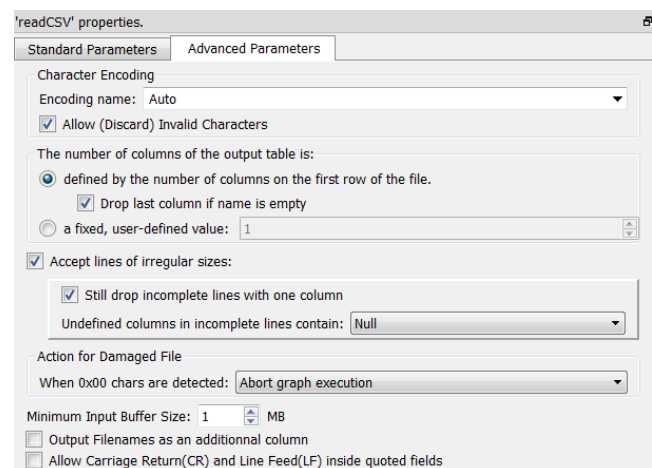 'readCSV' properties.
Standard Parameters Advanced Parameters
Character Encoding
Encoding name: Auto
Allow (Discard) Invalid Characters
The number of columns of the output table is:
defined by the number of columns on the first row of the file.
Drop last column if name is empty
a fixed, user-defined value: 1
Accept lines of irregular sizes:
Still drop incomplete lines with one column
Undefined columns in incomplete lines contain: Null
Action for Damaged File
When 0x00 chars are detected: Abort graph execution
Minimum Input Buffer Size: 1 MB
Output Filenames as an additionnal column
Allow Carriage Return(CR) and Line Feed(LF) inside quoted fields